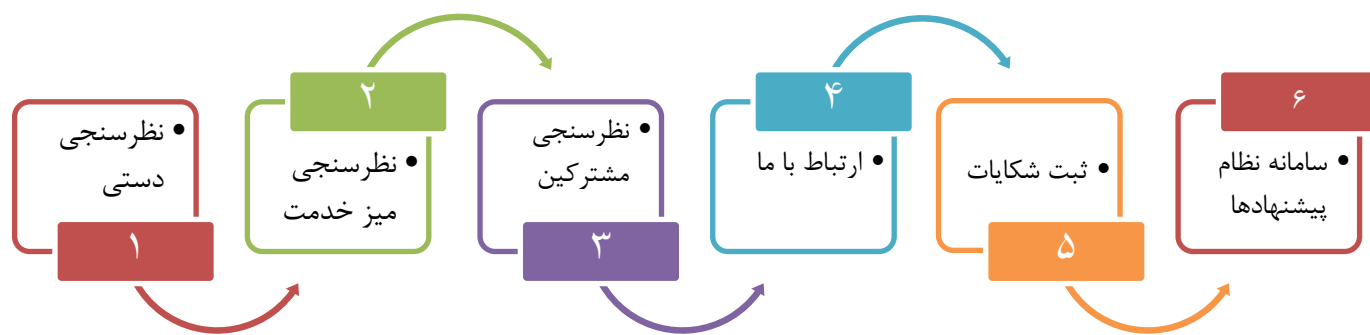 ۱
• نظرسنجی
دستی
۲
• نظرسنجی
میز خدمت
۳
• نظرسنجی
مشترکین
۴
• ارتباط با ما
۵
• ثبت شکایات
۶
• سامانه نظام
پیشنهادها